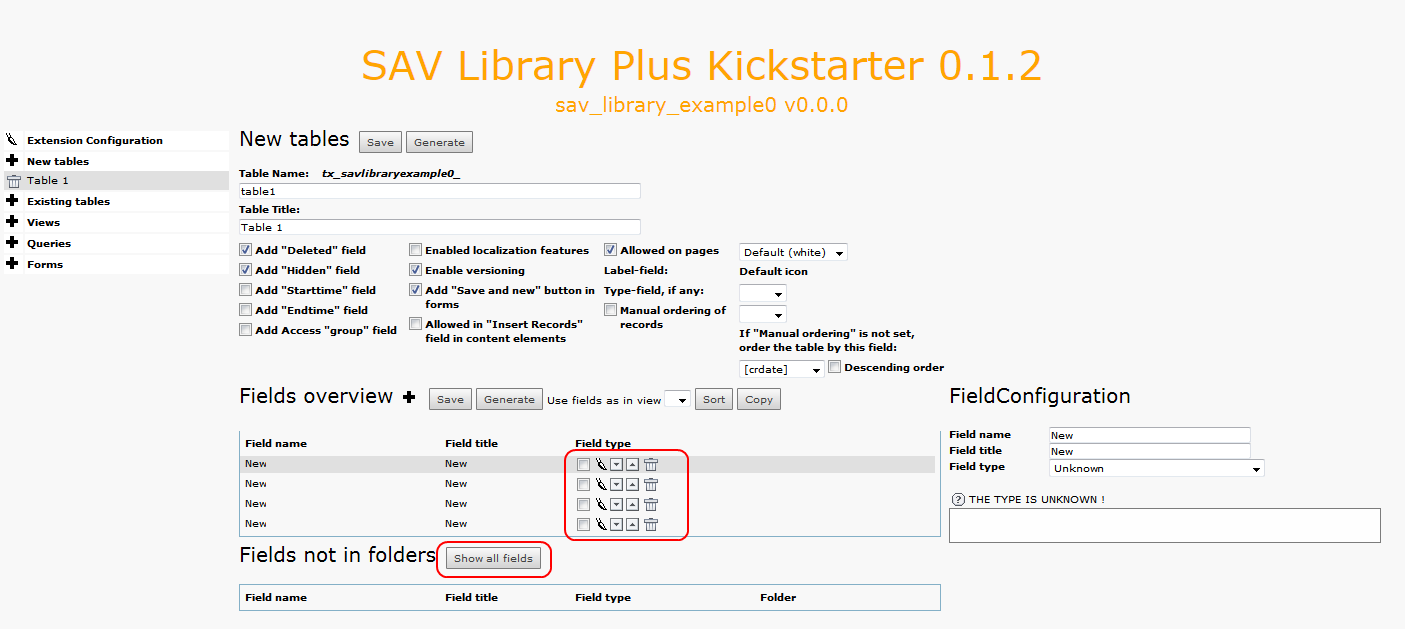 SAV Library Plus Kickstarter 0.1.2
sav_library_example0 v0.0.0
Extension Configuration
New tables
Table 1
Existing tables
Views
Queries
Forms
New tables Save Generate
Table Name: tx_savlibraryexample0_
table1
Table Title:
Table 1
Add "Deleted" field
Add "Hidden" field
Add "Starttime" field
Add "Endtime" field
Add Access "group" field
Enabled localization features
Enable versioning
Add "Save and new" button in
forms
Allowed in "Insert Records"
field in content elements
Allowed on pages
Label-field:
Type-field, if any:
Manual ordering of
records
Default (white)
Default icon
If "Manual ordering" is not set,
order the table by this field:
[crdate] Descending order
Fields overview Save Generate Use fields as in view Sort Copy
Field name Field title Field type
New New
New New
New New
New New
Fields not in folders Show all fields
Field name Field title Field type Folder
FieldConfiguration
Field name New
Field title New
Field type Unknown
? THE TYPE IS UNKNOWN !